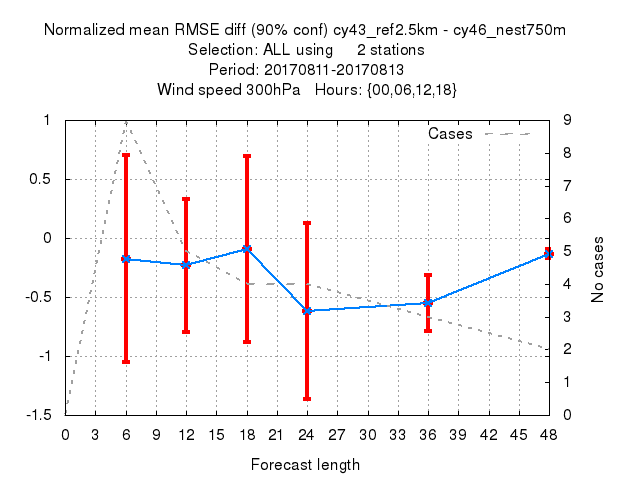 Normalized mean RMSE diff (90% conf) cy43_ref2.5km - cy46_nest750m
Selection: ALL using 2 stations
Period: 20170811-20170813
Wind speed 300hPa Hours: {00,06,12,18}
Cases
1
0.5
0
-0.5
-1
-1.5
9
8
7
6
5
4
3
2
1
0
No cases
0 3 6 9 12 15 18 21 24 27 30 33 36 39 42 45 48
Forecast length